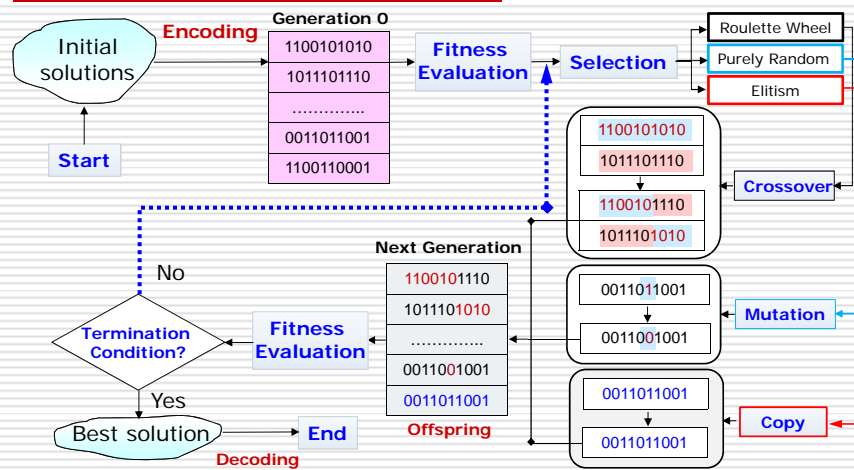 Initial
solutions
Encoding
Generation 0
1100101010
1011101110
..............
0011011001
1100110001
Fitness
Evaluation
Selection
Roulette Wheel
Purely Random
Elitism
Start
1100101010
1011101110
1100101110
1011101010
Crossover
Next Generation
1100101110
1011101010
..............
0011001001
0011011001
Offspring
0011011001
0011001001
Mutation
No
Termination
Condition?
Fitness
Evaluation
Yes
Best solution
Decoding
End
0011011001
0011011001
Copy